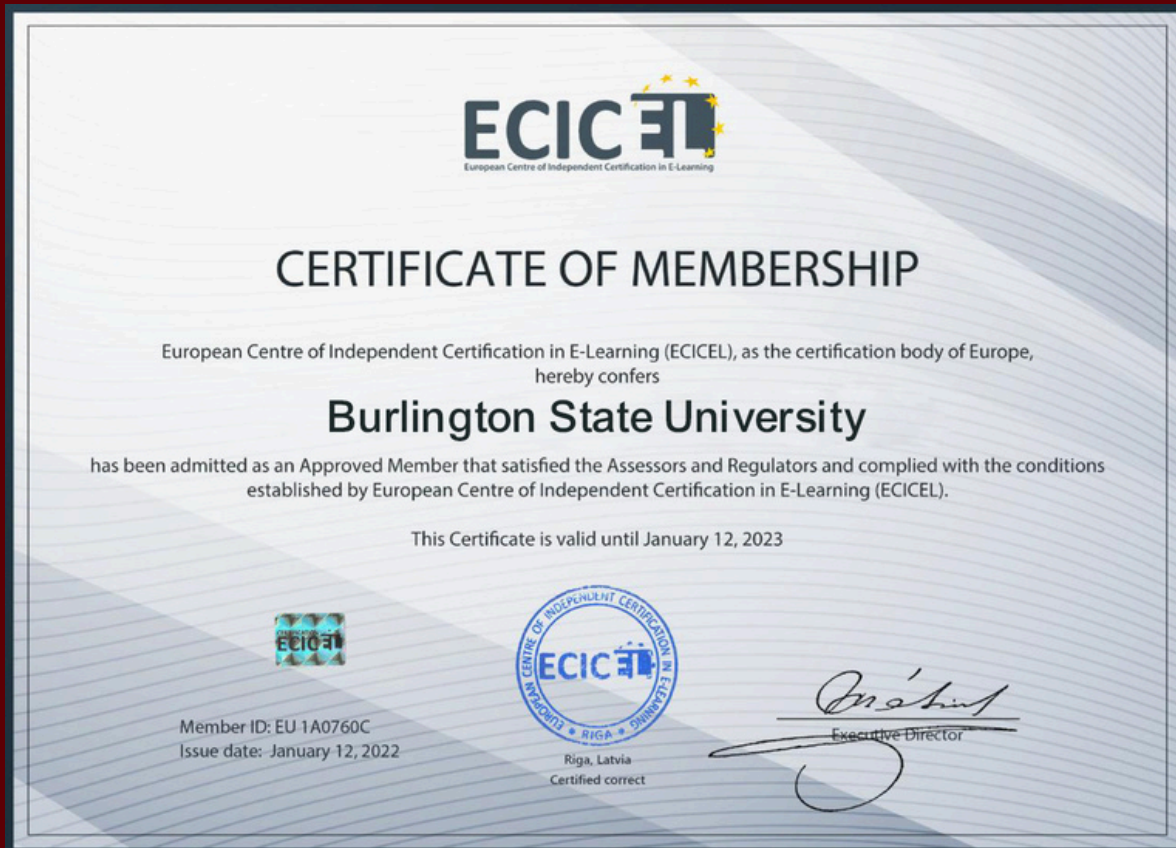 ECICEL
European Centre of Independent Certification in E-Learning
CERTIFICATE OF MEMBERSHIP
European Centre of Independent Certification in E-Learning (ECICEL), as the certification body of Europe,
hereby confers
Burlington State University
has been admitted as an Approved Member that satisfied the Assessors and Regulators and complied with the conditions
established by European Centre of Independent Certification in E-Learning (ECICEL).
This Certificate is valid until January 12, 2023
ECICEL
EUROPEAN CENTRE OF INDEPENDENT CERTIFICATION IN E-LEARNING
ECICEL
RIGA
Member ID: EU 1A0760C
Issue date: January 12, 2022
Riga, Latvia
Certified correct
Executive Director